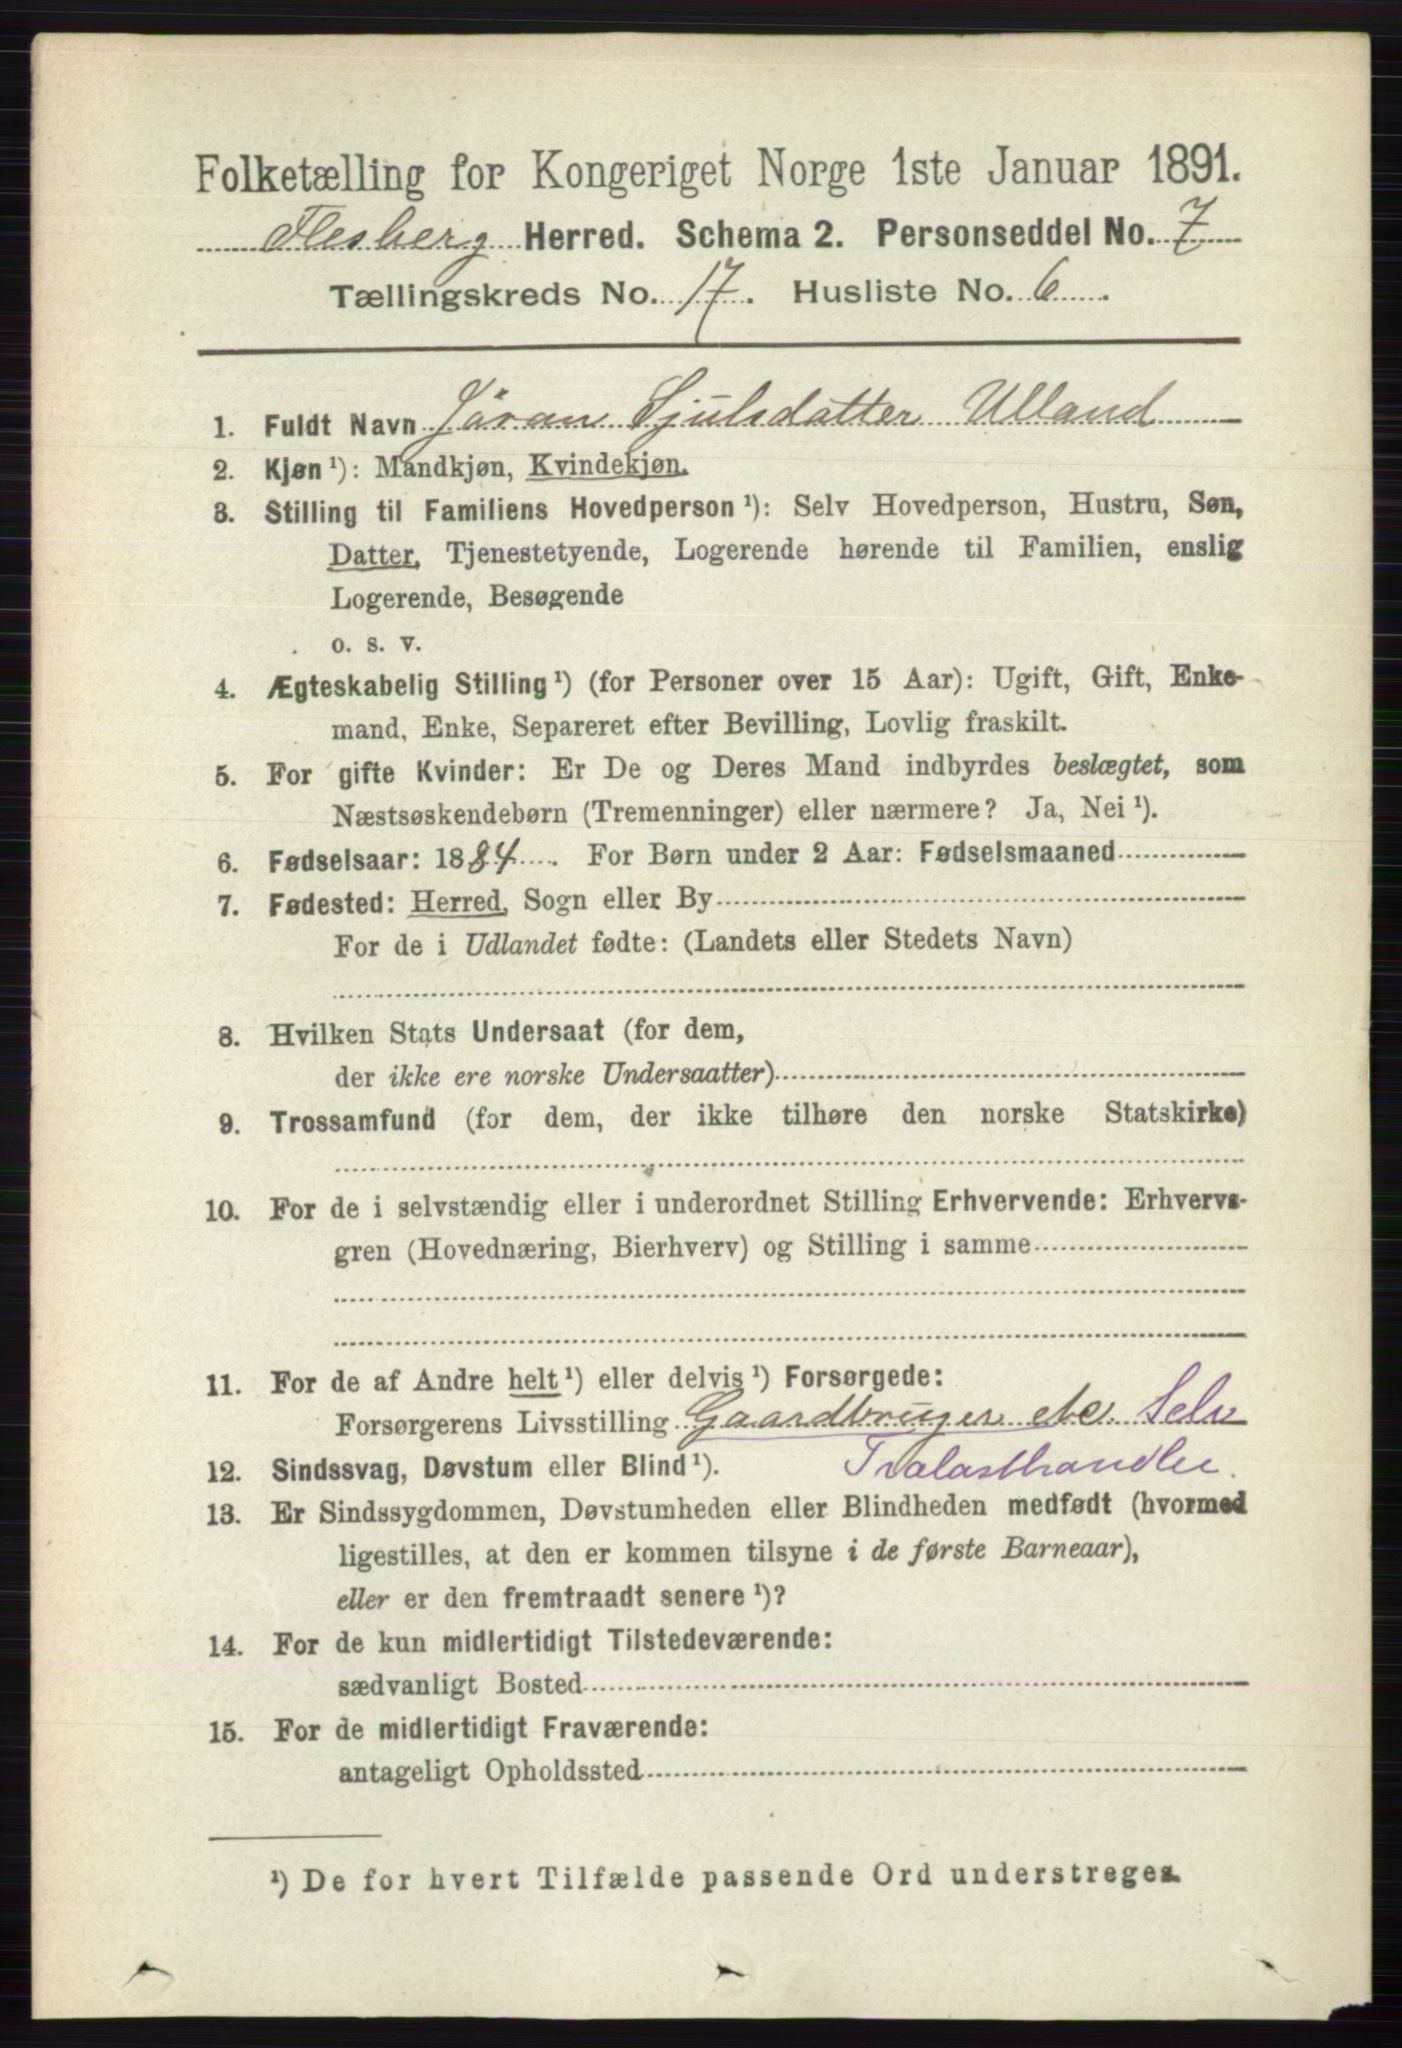 Folketælling for Kongeriget Norge 1ste Januar 1891.
Flesberg Herred. Schema 2. Personseddel No. 7
Tællingskreds No. 17. Husliste No. 6.
1. Fuldt Navn Jöran Sjulsdatter Ulland
2. Kjøn ¹): Mandkjøn, Kvindekjøn.
3. Stilling til Familiens Hovedperson ¹): Selv Hovedperson, Hustru, Søn,
Datter, Tjenestetyende, Logerende hørende til Familien, enslig
Logerende, Besøgende
o. s. v.
4. Ægteskabelig Stilling ¹) (for Personer over 15 Aar): Ugift, Gift, Enke-
mand, Enke, Separeret efter Bevilling, Lovlig fraskilt.
5. For gifte Kvinder: Er De og Deres Mand indbyrdes beslægtet, som
Næstsøskendebørn (Tremenninger) eller nærmere? Ja, Nei ¹).
6. Fødselsaar: 1884. For Børn under 2 Aar: Fødselsmaaned
7. Fødested: Herred, Sogn eller By
For de i Udlandet fødte: (Landets eller Stedets Navn)
8. Hvilken Stats Undersaat (for dem,
der ikke ere norske Undersaatter)
9. Trossamfund (for dem, der ikke tilhøre den norske Statskirke)
10. For de i selvstændig eller i underordnet Stilling Erhvervende: Erhvervs-
gren (Hovednæring, Bierhverv) og Stilling i samme
11. For de af Andre helt ¹) eller delvis ¹) Forsørgede:
Forsørgerens Livsstilling Gaardbruger etc. Selv
12. Sindssvag, Døvstum eller Blind ¹). Trælasthandler.
13. Er Sindssygdommen, Døvstumheden eller Blindheden medfødt (hvormed
ligestilles, at den er kommen tilsyne i de første Barneaar),
eller er den fremtraadt senere ¹)?
14. For de kun midlertidigt Tilstedeværende:
sædvanligt Bosted
15. For de midlertidigt Fraværende:
antageligt Opholdssted
¹) De for hvert Tilfælde passende Ord understreges.